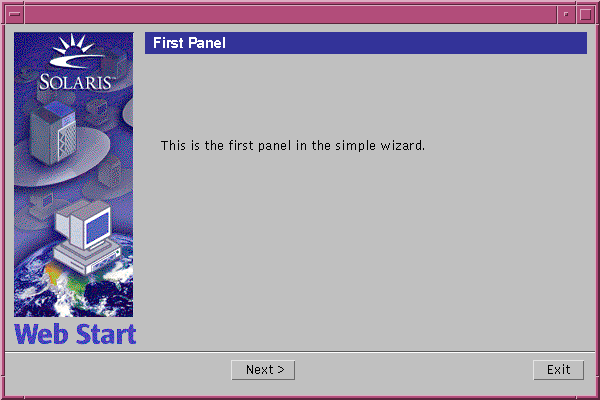 First Panel
SOLARIS™
This is the first panel in the simple wizard.
Web Start
Next >
Exit